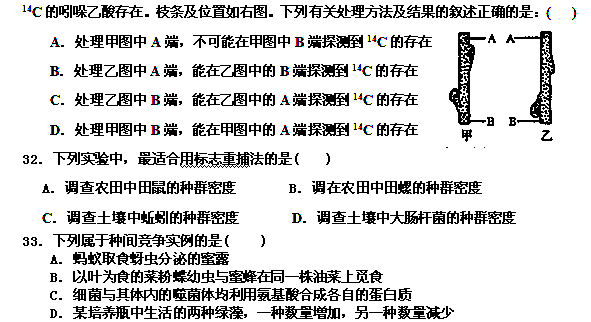 ¹⁴C的吲哚乙酸存在。枝条及位置如右图。下列有关处理方法及结果的叙述正确的是：(   )
A．处理甲图中A端，不可能在甲图中B端探测到¹⁴C的存在
B．处理乙图中A端，能在乙图中的B端探测到¹⁴C的存在
C．处理乙图中B端，能在乙图中的A端探测到¹⁴C的存在
D．处理甲图中B端，能在甲图中的A端探测到¹⁴C的存在
A A
B B
甲 乙
32．下列实验中，最适合用标志重捕法的是(   )
A．调查农田中田鼠的种群密度 B．调在农田中田螺的种群密度
C．调查土壤中蚯蚓的种群密度 D．调查土壤中大肠杆菌的种群密度
33．下列属于种间竞争实例的是(   )
A．蚂蚁取食蚜虫分泌的蜜露
B．以叶为食的菜粉蝶幼虫与蜜蜂在同一株油菜上觅食
C．细菌与其体内的噬菌体均利用氨基酸合成各自的蛋白质
D．某培养瓶中生活的两种绿藻，一种数量增加，另一种数量减少